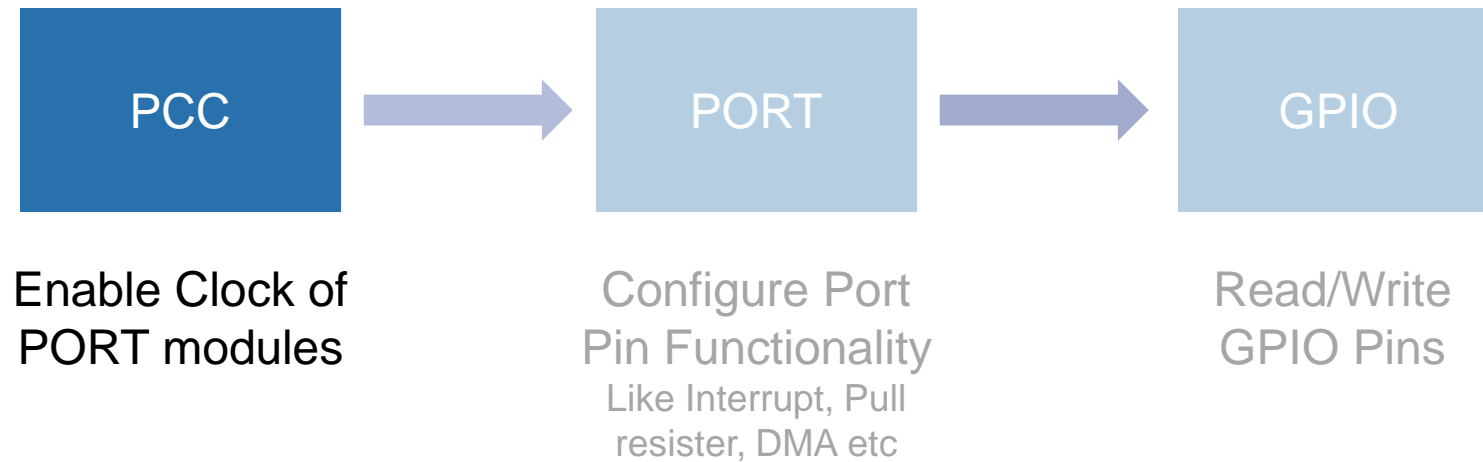 PCC
PORT
GPIO
Enable Clock of
PORT modules
Configure Port
Pin Functionality
Like Interrupt, Pull
resister, DMA etc
Read/Write
GPIO Pins